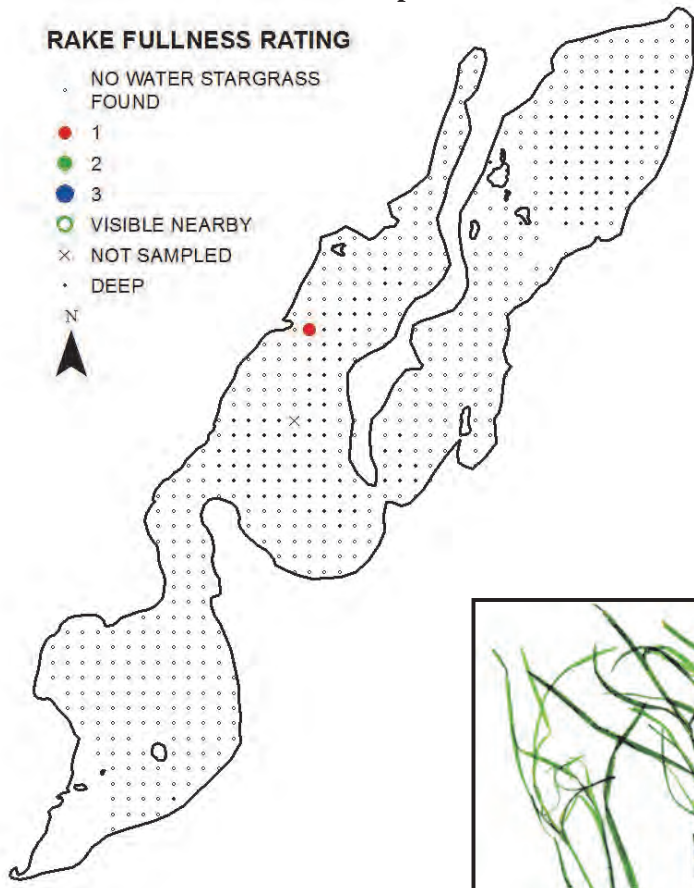 RAKE FULLNESS RATING
NO WATER STARGRASS
FOUND
1
2
3
VISIBLE NEARBY
NOT SAMPLED
DEEP
N